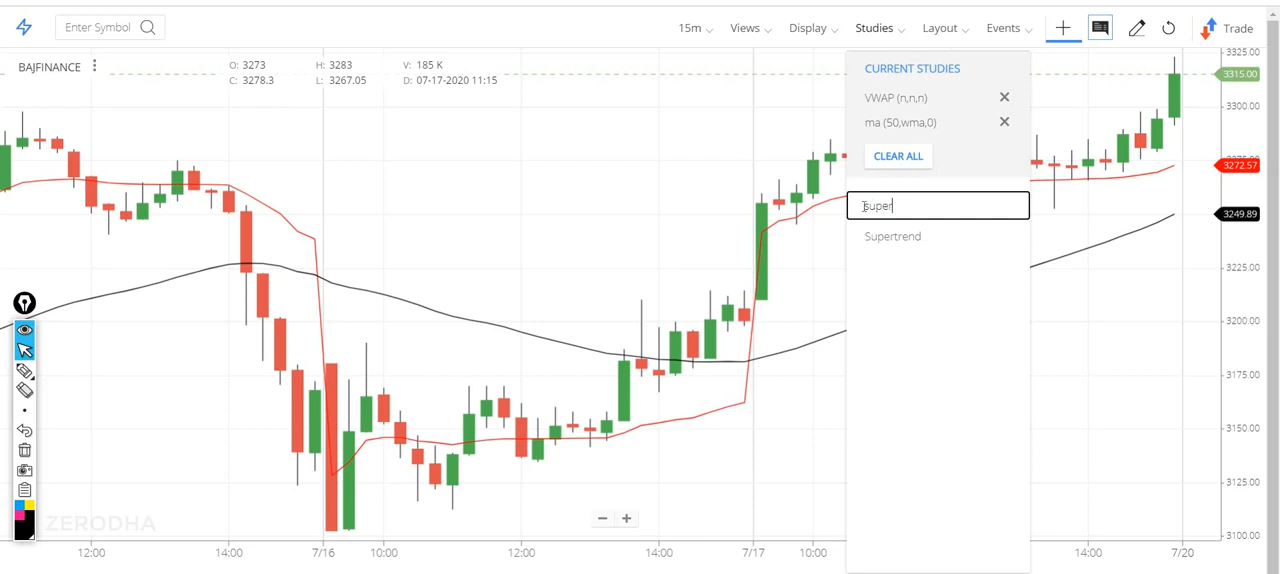 Enter Symbol 15m Views Display Studies Layout Events Trade
BAJFINANCE
O: 3273 H: 3283 V: 185 K
C: 3278.3 L: 3267.05 D: 07-17-2020 11:15
CURRENT STUDIES
VWAP (n,n,n)
ma (50,wma,0)
CLEAR ALL
super
Supertrend
3325.00
3315.00
3300.00
3272.57
3249.89
3225.00
3200.00
3175.00
3150.00
3125.00
3100.00
ZERODHA
12:00 14:00 7/16 10:00 12:00 14:00 7/17 10:00 14:00 7/20